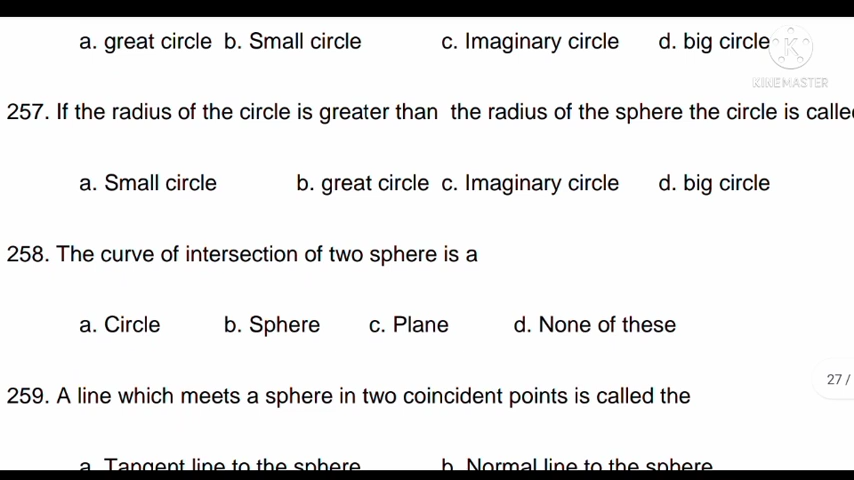 a. great circle b. Small circle c. Imaginary circle d. big circle
KINEMASTER
257. If the radius of the circle is greater than the radius of the sphere the circle is calle
a. Small circle b. great circle c. Imaginary circle d. big circle
258. The curve of intersection of two sphere is a
a. Circle b. Sphere c. Plane d. None of these
27 /
259. A line which meets a sphere in two coincident points is called the
a. Tangent line to the sphere b. Normal line to the sphere